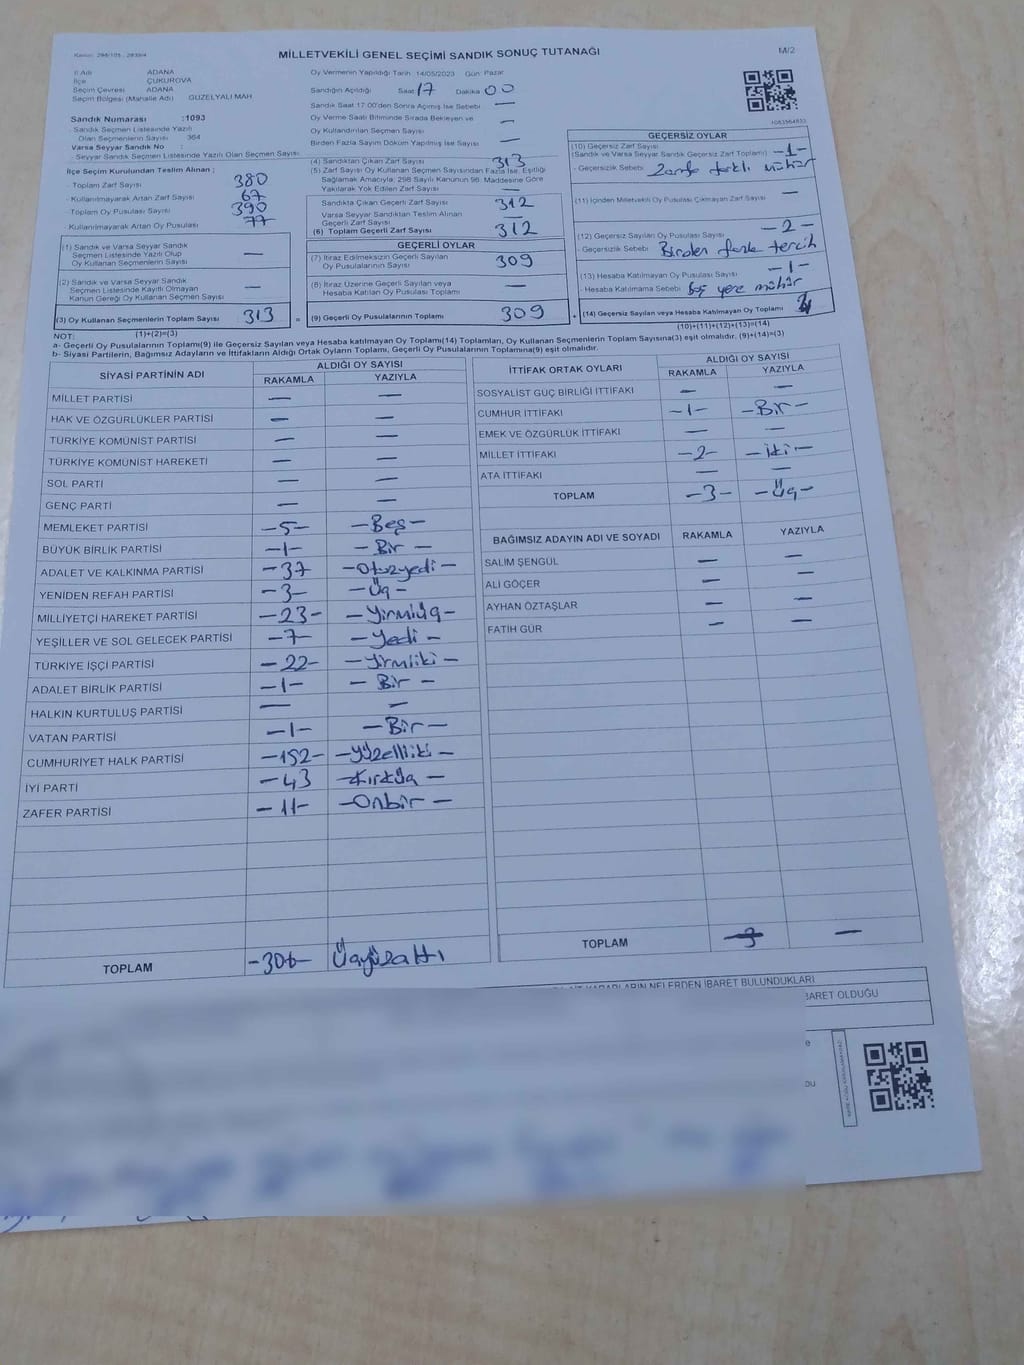 MİLLETVEKİLİ GENEL SEÇİMİ SANDIK SONUÇ TUTANAĞI
M/2
İl Adı ADANA
İlçe ÇUKUROVA
Seçim Çevresi ADANA
Seçim Bölgesi (Mahalle Adı) GÜZELYALI MAH
Sandık Numarası :1093
Sandık Seçmen Listesinde Yazılı
Olan Seçmenlerin Sayısı : 364
Varsa Seyyar Sandık No :
Seyyar Sandık Seçmen Listesinde Yazılı Olan Seçmen Sayısı:
Oy Vermenin Yapıldığı Tarih 14/05/2023 Gün: Pazar
Sandığın Açıldığı Saat 17 Dakika 00
Sandık Saat 17:00'den Sonra Açılmış İse Sebebi —
Oy Verme Saati Bitiminde Sırada Bekleyen ve
Oy Kullandırılan Seçmen Sayısı —
Birden Fazla Sayım Döküm Yapılmış İse Sayısı —
İlçe Seçim Kurulundan Teslim Alınan ;
- Toplam Zarf Sayısı 380
- Kullanılmayarak Artan Zarf Sayısı 67
- Toplam Oy Pusulası Sayısı 390
- Kullanılmayarak Artan Oy Pusulası 77
(4) Sandıktan Çıkan Zarf Sayısı 313
(5) Zarf Sayısı Oy Kullanan Seçmen Sayısından Fazla İse, Eşitliği
Sağlamak Amacıyla, 298 Sayılı Kanunun 98. Maddesine Göre
Yakılarak Yok Edilen Zarf Sayısı —
Sandıkta Çıkan Geçerli Zarf Sayısı 312
Varsa Seyyar Sandıktan Teslim Alınan
Geçerli Zarf Sayısı —
(6) Toplam Geçerli Zarf Sayısı 312
GEÇERSİZ OYLAR
(10) Geçersiz Zarf Sayısı
(Sandık ve Varsa Seyyar Sandık Geçersiz Zarf Toplamı) -1-
- Geçersizlik Sebebi: Zarfa farklı mühür
(11) İçinden Milletvekili Oy Pusulası Çıkmayan Zarf Sayısı —
(12) Geçersiz Sayılan Oy Pusulası Sayısı -2-
- Geçersizlik Sebebi Birden fazla tercih
(13) Hesaba Katılmayan Oy Pusulası Sayısı -1-
- Hesaba Katılmama Sebebi boş yere mühür
(14) Geçersiz Sayılan veya Hesaba Katılmayan Oy Toplamı
(10)+(11)+(12)+(13)=(14)
(1) Sandık ve Varsa Seyyar Sandık
Seçmen Listesinde Yazılı Olup
Oy Kullanan Seçmenlerin Sayısı —
(2) Sandık ve Varsa Seyyar Sandık
Seçmen Listesinde Kayıtlı Olmayan
Kanun Gereği Oy Kullanan Seçmen Sayısı —
(3) Oy Kullanan Seçmenlerin Toplam Sayısı 313
(1)+(2)=(3)
GEÇERLİ OYLAR
(7) İtiraz Edilmeksizin Geçerli Sayılan
Oy Pusulalarının Sayısı 309
(8) İtiraz Üzerine Geçerli Sayılan veya
Hesaba Katılan Oy Pusulası Toplamı —
(9) Geçerli Oy Pusulalarının Toplamı 309
NOT:
a- Geçerli Oy Pusulalarının Toplamı(9) ile Geçersiz Sayılan veya Hesaba katılmayan Oy Toplamı(14) Toplamları, Oy Kullanan Seçmenlerin Toplam Sayısına(3) eşit olmalıdır. (9)+(14)=(3)
b- Siyasi Partilerin, Bağımsız Adayların ve İttifakların Aldığı Ortak Oyların Toplamı, Geçerli Oy Pusulalarının Toplamına(9) eşit olmalıdır.
SİYASİ PARTİNİN ADI
ALDIĞI OY SAYISI
RAKAMLA YAZIYLA
MİLLET PARTİSİ — —
HAK VE ÖZGÜRLÜKLER PARTİSİ — —
TÜRKİYE KOMÜNİST PARTİSİ — —
TÜRKİYE KOMÜNİST HAREKETİ — —
SOL PARTİ — —
GENÇ PARTİ — —
MEMLEKET PARTİSİ -5- -Beş-
BÜYÜK BİRLİK PARTİSİ -1- -Bir-
ADALET VE KALKINMA PARTİSİ -37 -Otuzyedi-
YENİDEN REFAH PARTİSİ -3- -Üç-
MİLLİYETÇİ HAREKET PARTİSİ -23- -Yirmiüç-
YEŞİLLER VE SOL GELECEK PARTİSİ -7- -Yedi-
TÜRKİYE İŞÇİ PARTİSİ -22- -Yirmiiki-
ADALET BİRLİK PARTİSİ -1- -Bir-
HALKIN KURTULUŞ PARTİSİ — —
VATAN PARTİSİ -1- -Bir-
CUMHURİYET HALK PARTİSİ -152- -Yüzelliiki-
İYİ PARTİ -43 -Kırküç-
ZAFER PARTİSİ -11- -Onbir-
TOPLAM -306- Üçyüzaltı
İTTİFAK ORTAK OYLARI
ALDIĞI OY SAYISI
RAKAMLA YAZIYLA
SOSYALİST GÜÇ BİRLİĞİ İTTİFAKI — —
CUMHUR İTTİFAKI -1- -Bir-
EMEK VE ÖZGÜRLÜK İTTİFAKI — —
MİLLET İTTİFAKI -2- -İki-
ATA İTTİFAKI — —
TOPLAM -3- -Üç-
BAĞIMSIZ ADAYIN ADI VE SOYADI RAKAMLA YAZIYLA
SALİM ŞENGÜL — —
ALİ GÖÇER — —
AYHAN ÖZTAŞLAR — —
FATİH GÜR — —
TOPLAM — —
KARARLARIN NELERDEN İBARET BULUNDUKLARI
BARET OLDUĞU